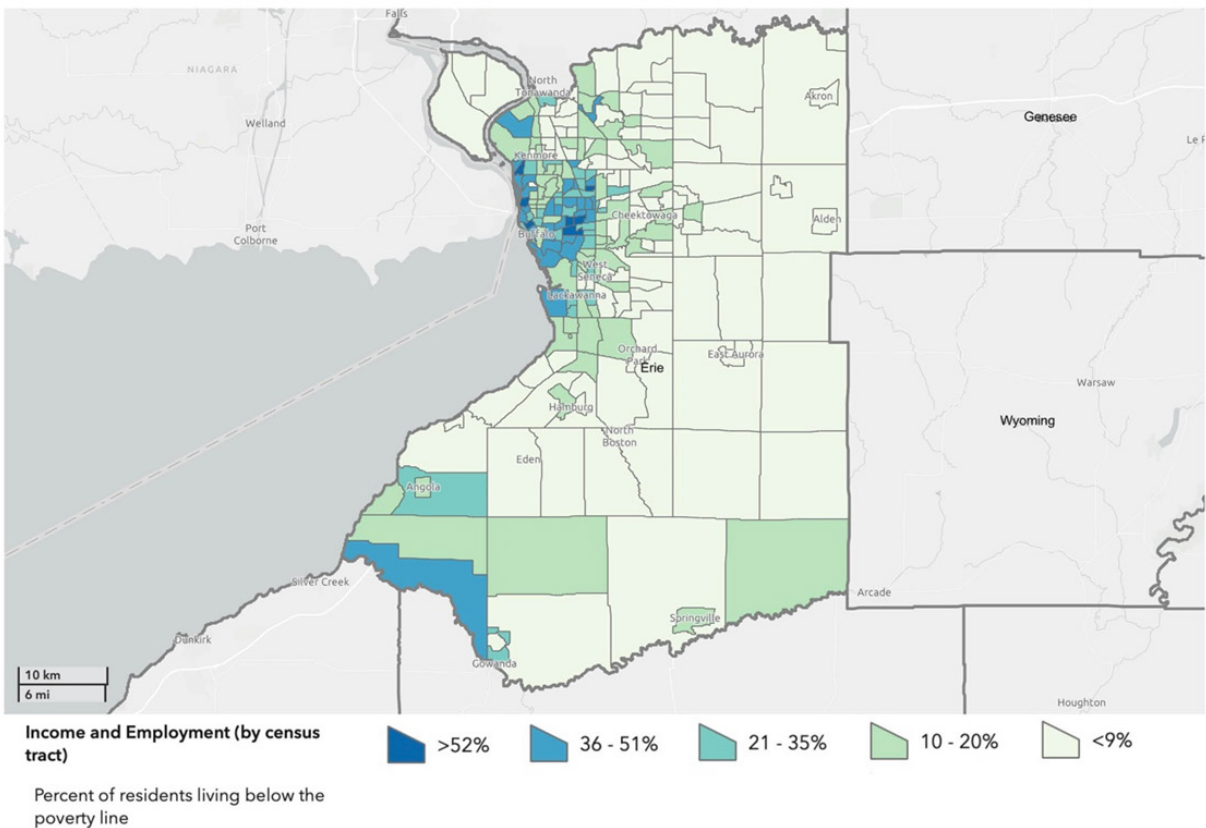 Falls
NIAGARA
North
Tonawanda
Akron
Welland
Genesee
Kenmore
Port
Colborne
Cheektowaga
Alden
Buffalo
West
Seneca
Lackawanna
Orchard
Park
Erie
East Aurora
Warsaw
Hamburg
Wyoming
North
Boston
Eden
Angola
Silver Creek
Arcade
Springville
Dunkirk
Gowanda
10 km
6 mi
Houghton
Income and Employment (by census
tract)
>52%
36 - 51%
21 - 35%
10 - 20%
<9%
Percent of residents living below the
poverty line